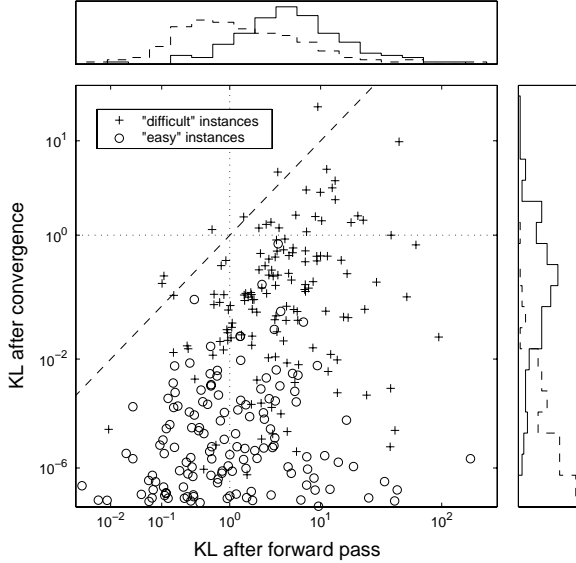 "difficult" instances
"easy" instances
10^1
10^0
10^−2
10^−6
KL after convergence
10^−2 10^−1 10^0 10^1 10^2
KL after forward pass